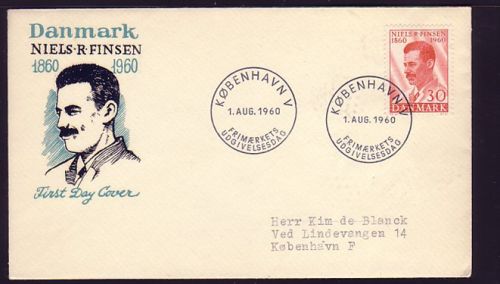 Danmark
NIELS·R·FINSEN
1860 1960
First Day Cover
KØBENHAVN V
1. AUG. 1960
FRIMÆRKETS
UDGIVELSESDAG
KØBENHAVN V
1. AUG. 1960
FRIMÆRKETS
UDGIVELSESDAG
NIELS FINSEN
1860 1960
30
DANMARK
Herr Kim de Blanck
Ved Lindevangen 14
København F